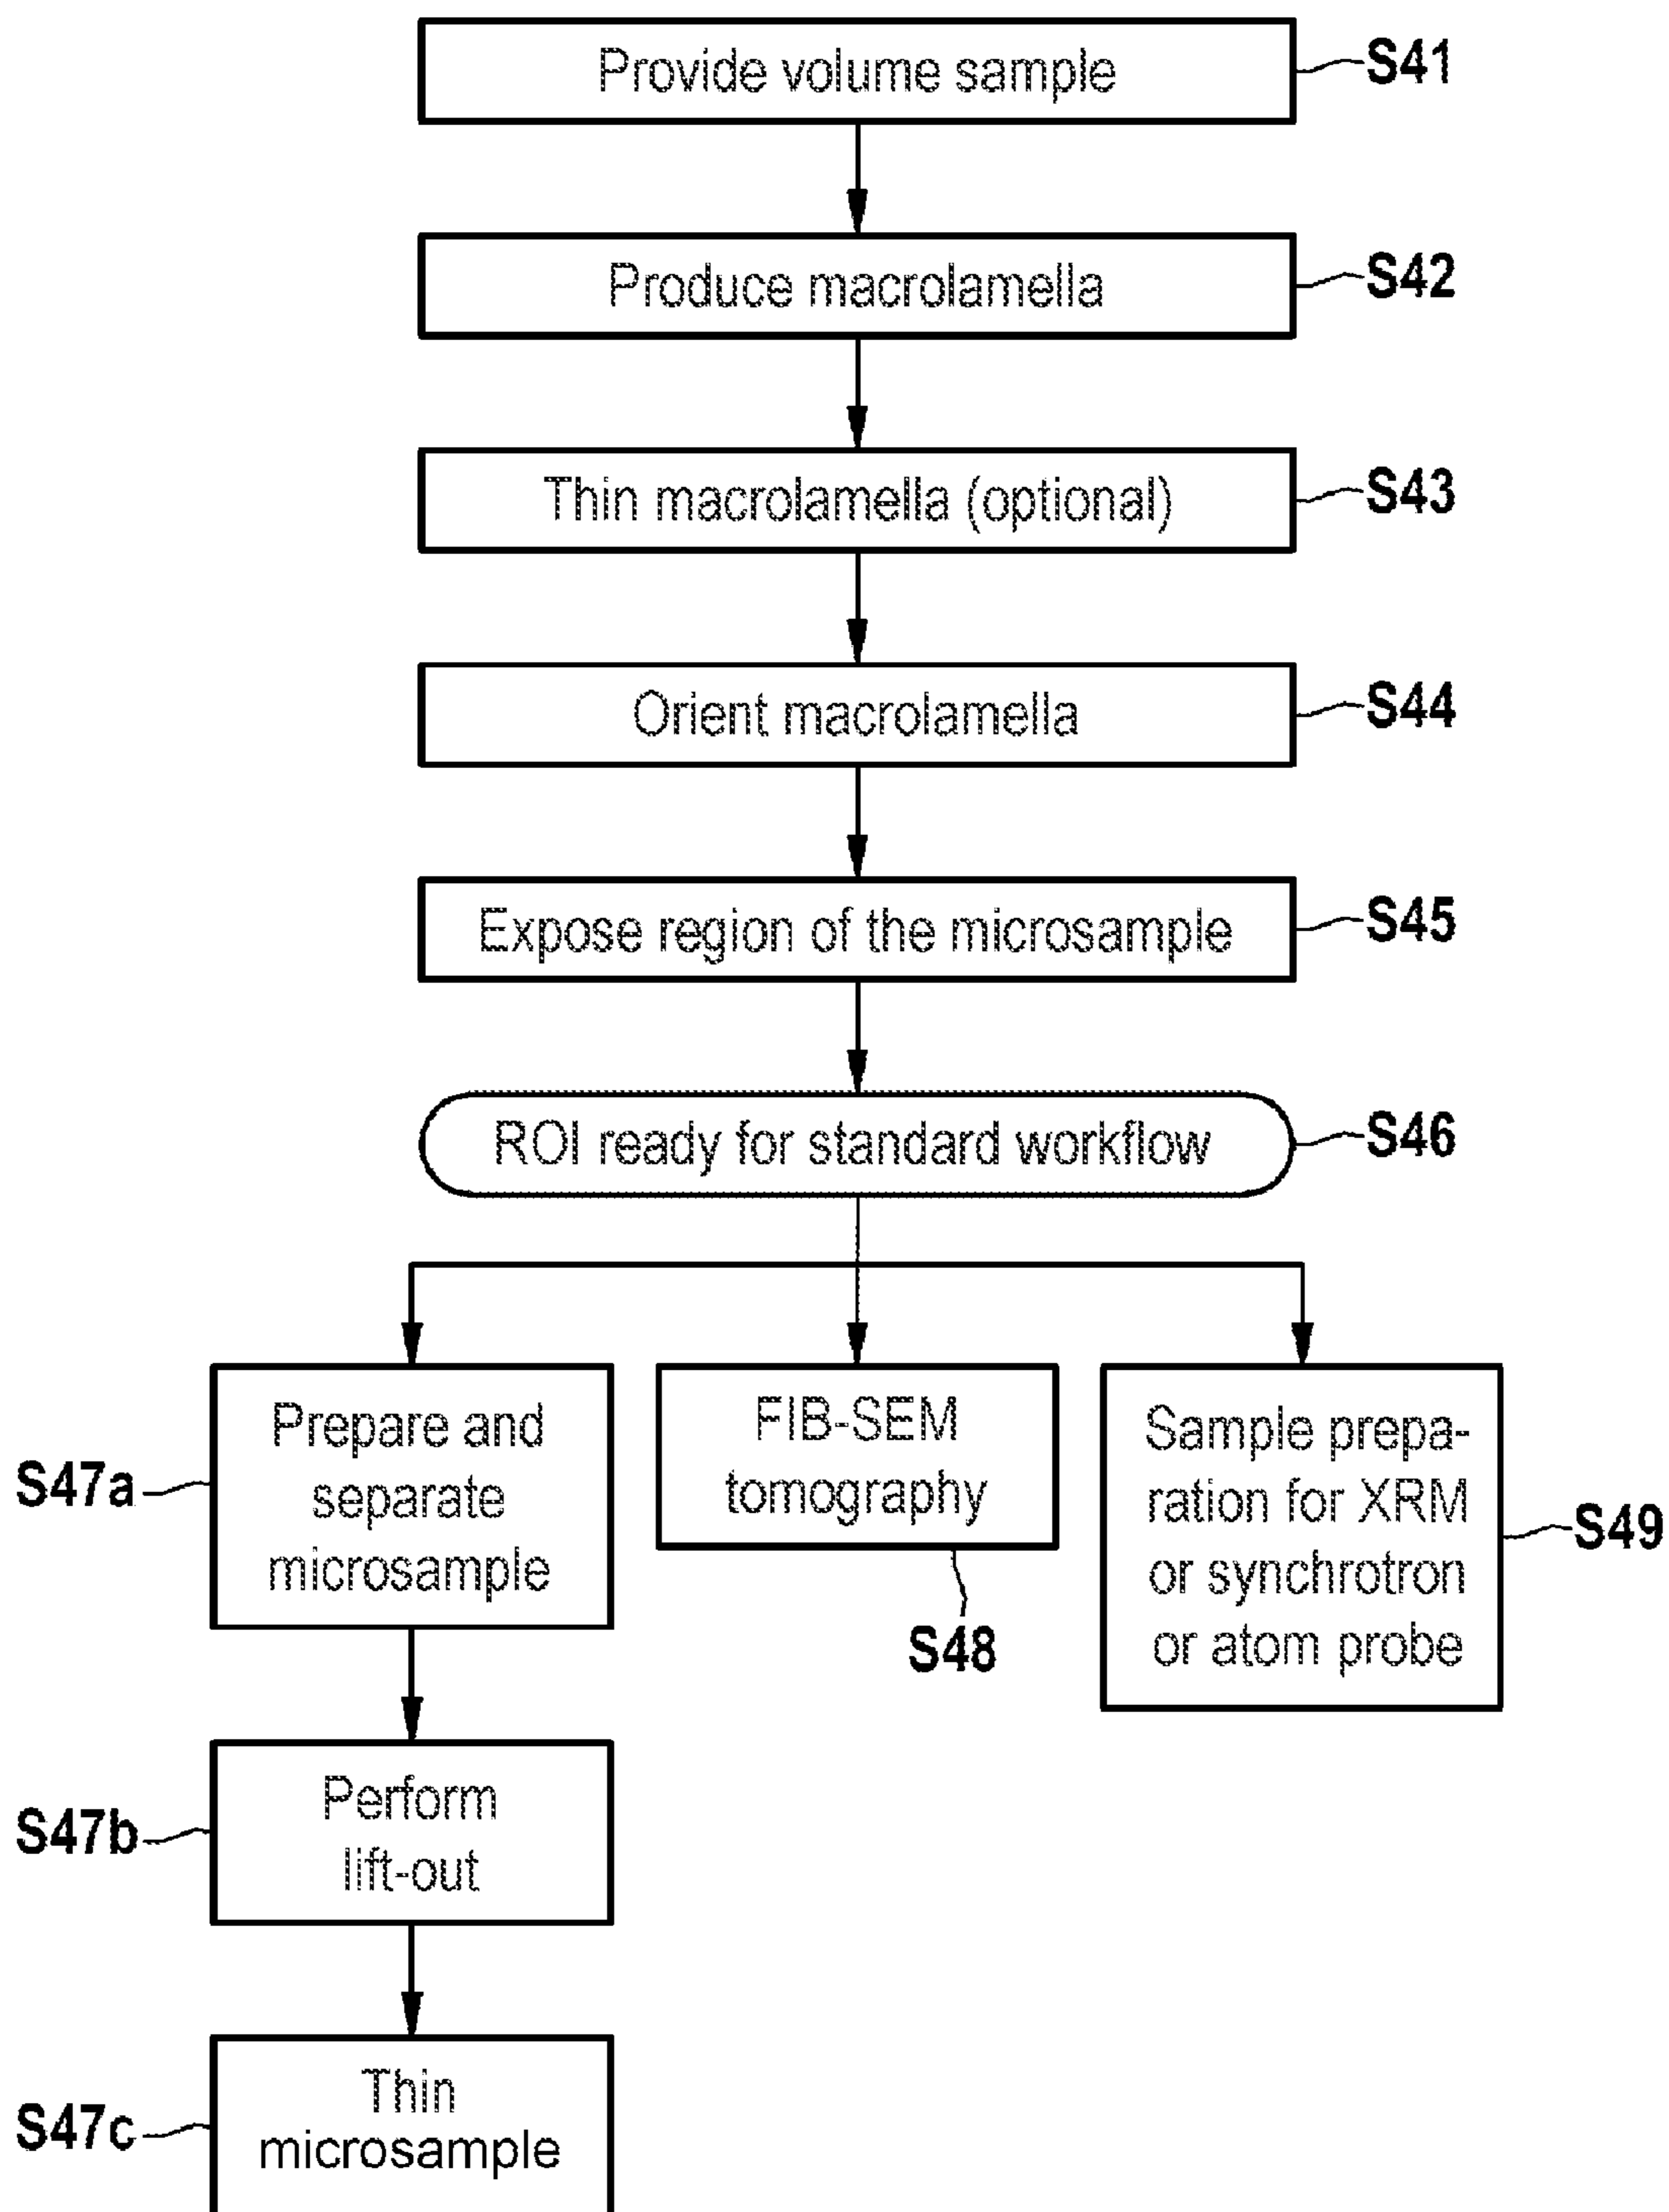 Provide volume sample
S41
Produce macrolamella
S42
Thin macrolamella (optional)
S43
Orient macrolamella
S44
Expose region of the microsample
S45
ROI ready for standard workflow
S46
Prepare and
separate
microsample
S47a
FIB-SEM
tomography
S48
Sample prepa-
ration for XRM
or synchrotron
or atom probe
S49
Perform
lift-out
S47b
Thin
microsample
S47c